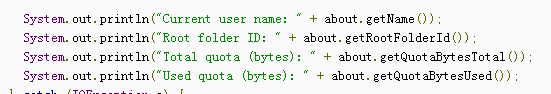 System.out.println("Current user name: " + about.getName());
System.out.println("Root folder ID: " + about.getRootFolderId());
System.out.println("Total quota (bytes): " + about.getQuotaBytesTotal());
System.out.println("Used quota (bytes): " + about.getQuotaBytesUsed());
} catch (IOException e) {